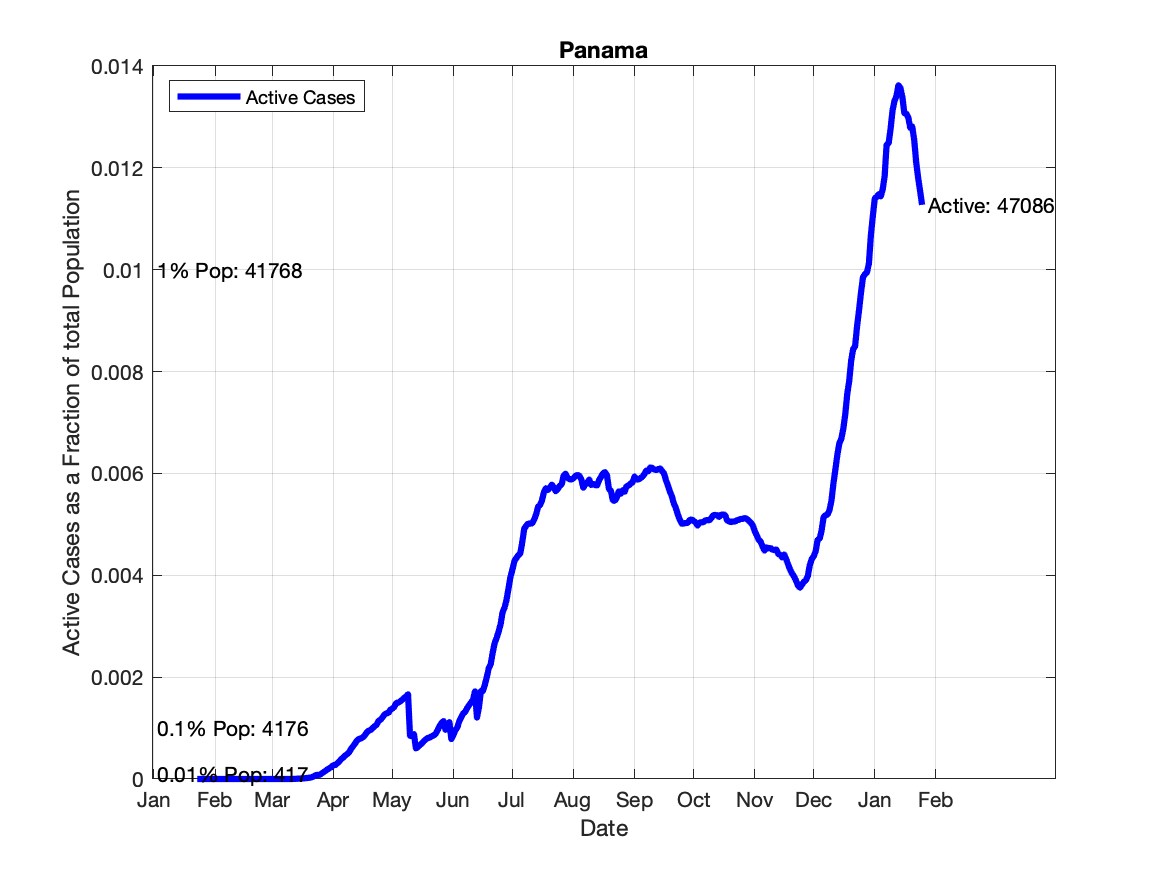 Panama
Active Cases
0.014
0.012
0.01
0.008
0.006
0.004
0.002
0
Active Cases as a Fraction of total Population
1% Pop: 41768
0.1% Pop: 4176
0.01% Pop: 417
Active: 47086
Jan Feb Mar Apr May Jun Jul Aug Sep Oct Nov Dec Jan Feb
Date